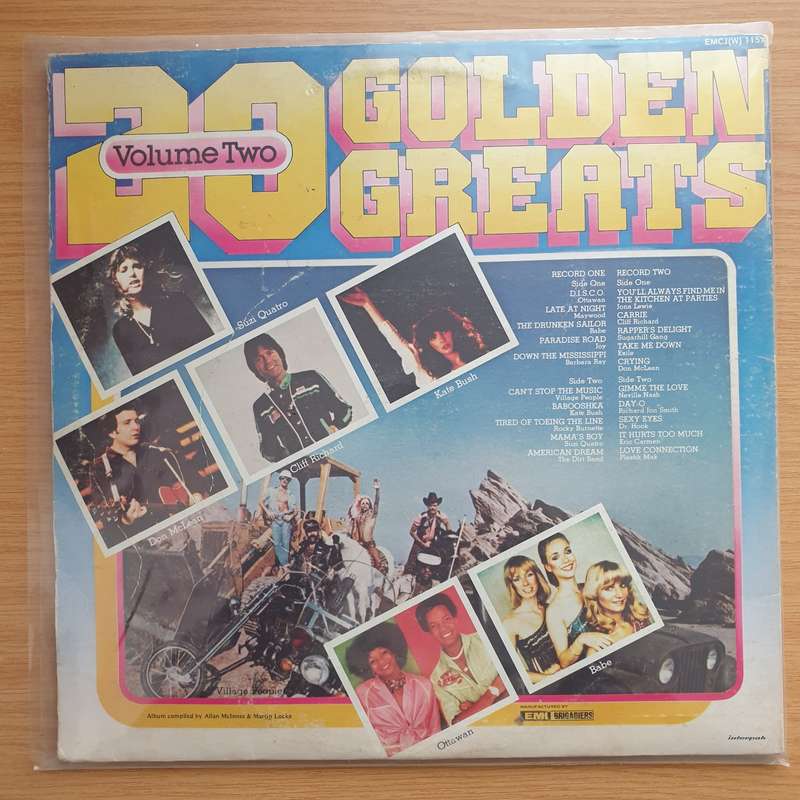 EMCJ(W) 115
20 GOLDEN
GREATS
Volume Two
Suzi Quatro
Kate Bush
Cliff Richard
Don McLean
Village People
Ottowan
Babe
RECORD ONE
Side One
D.I.S.C.O.
Ottawan
LATE AT NIGHT
Maywood
THE DRUNKEN SAILOR
Babe
PARADISE ROAD
Joy
DOWN THE MISSISSIPPI
Barbara Ray
Side Two
CAN'T STOP THE MUSIC
Village People
BABOOSHKA
Kate Bush
TIRED OF TOEING THE LINE
Rocky Burnette
MAMA'S BOY
Suzi Quatro
AMERICAN DREAM
The Dirt Band
RECORD TWO
Side One
YOU'LL ALWAYS FIND ME IN
THE KITCHEN AT PARTIES
Jona Lewie
CARRIE
Cliff Richard
RAPPER'S DELIGHT
Sugarhill Gang
TAKE ME DOWN
Exile
CRYING
Don McLean
Side Two
GIMME THE LOVE
Neville Nash
DAY-O
Richard Jon Smith
SEXY EYES
Dr. Hook
IT HURTS TOO MUCH
Eric Carmen
LOVE CONNECTION
Plastik Mak
Album compiled by Allan McInnes & Martin Locke
MANUFACTURED BY
EMI BRIGADIERS
interpak